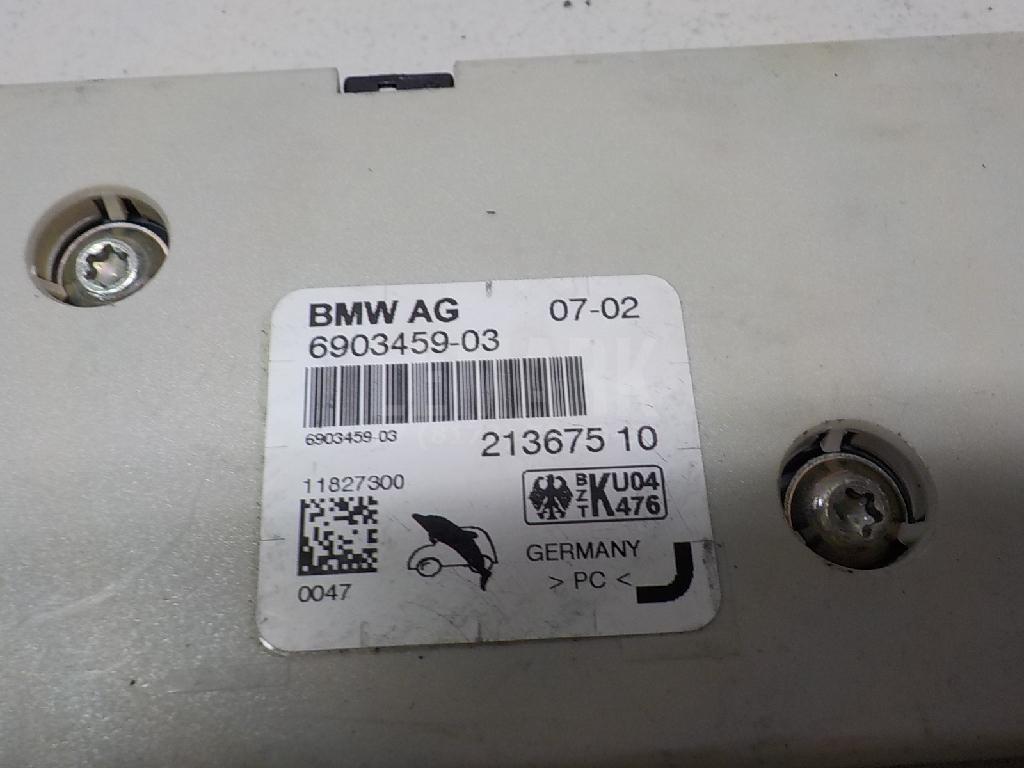 BMW AG 07-02
6903459-03
6903459-03
213675 10
11827300
BZT KU04 K476
GERMANY
0047
> PC <